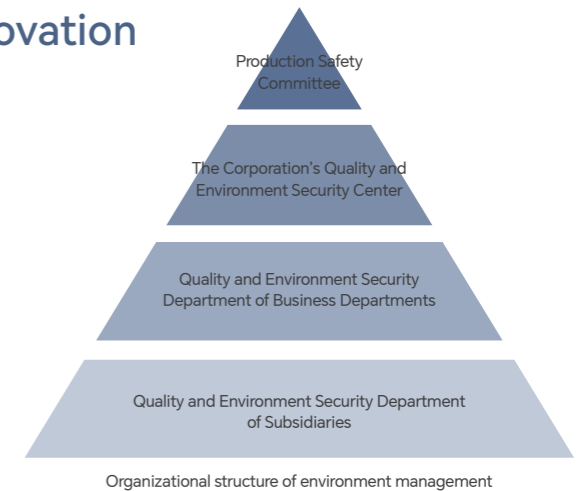 ovation
Production Safety
Committee
The Corporation's Quality and
Environment Security Center
Quality and Environment Security
Department of Business Departments
Quality and Environment Security Department
of Subsidiaries
Organizational structure of environment management